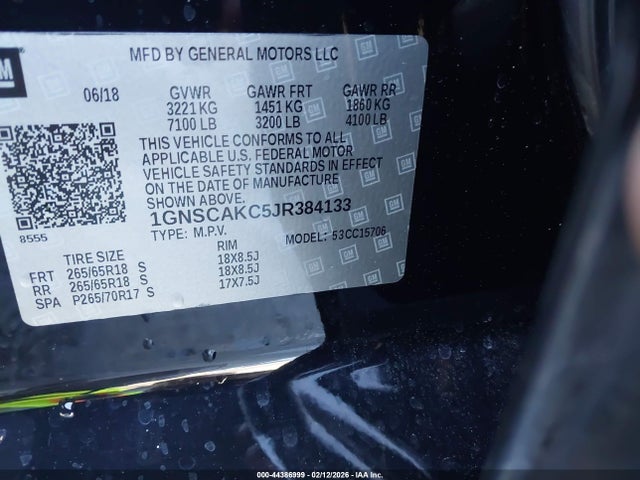 GM
MFD BY GENERAL MOTORS LLC
06/18 GVWR GAWR FRT GAWR RR
3221 KG 1451 KG 1860 KG
7100 LB 3200 LB 4100 LB
THIS VEHICLE CONFORMS TO ALL
APPLICABLE U.S. FEDERAL MOTOR
VEHICLE SAFETY STANDARDS IN EFFECT
ON THE DATE OF MANUFACTURE
SHOWN ABOVE.
1GNSCAKC5JR384133
8555 TYPE: M.P.V. MODEL: 53CC15706
TIRE SIZE RIM
FRT 265/65R18 S 18X8.5J
RR 265/65R18 S 18X8.5J
SPA P265/70R17 S 17X7.5J
000-44386999 - 02/12/2026 - IAA Inc.